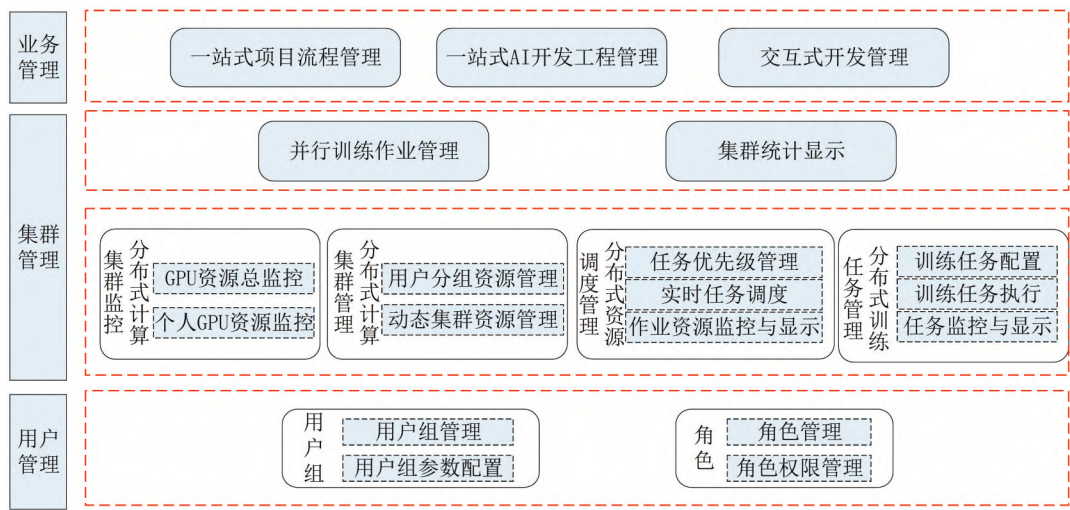 业务
管理
一站式项目流程管理
一站式AI开发工程管理
交互式开发管理
集群
管理
并行训练作业管理
集群统计显示
分布式计算
集群监控
GPU资源总监控
个人GPU资源监控
分布式计算
集群管理
用户分组资源管理
动态集群资源管理
分布式资源
调度管理
任务优先级管理
实时任务调度
作业资源监控与显示
分布式训练
任务管理
训练任务配置
训练任务执行
任务监控与显示
用户
管理
用户组
用户组管理
用户组参数配置
角色
角色管理
角色权限管理